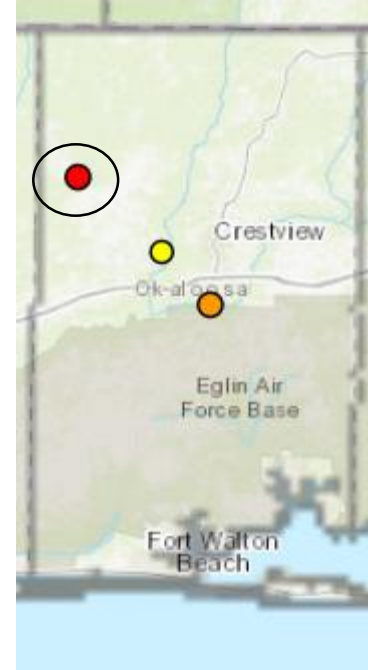 Crestview
Okaloosa
Eglin Air
Force Base
Fort Walton
Beach